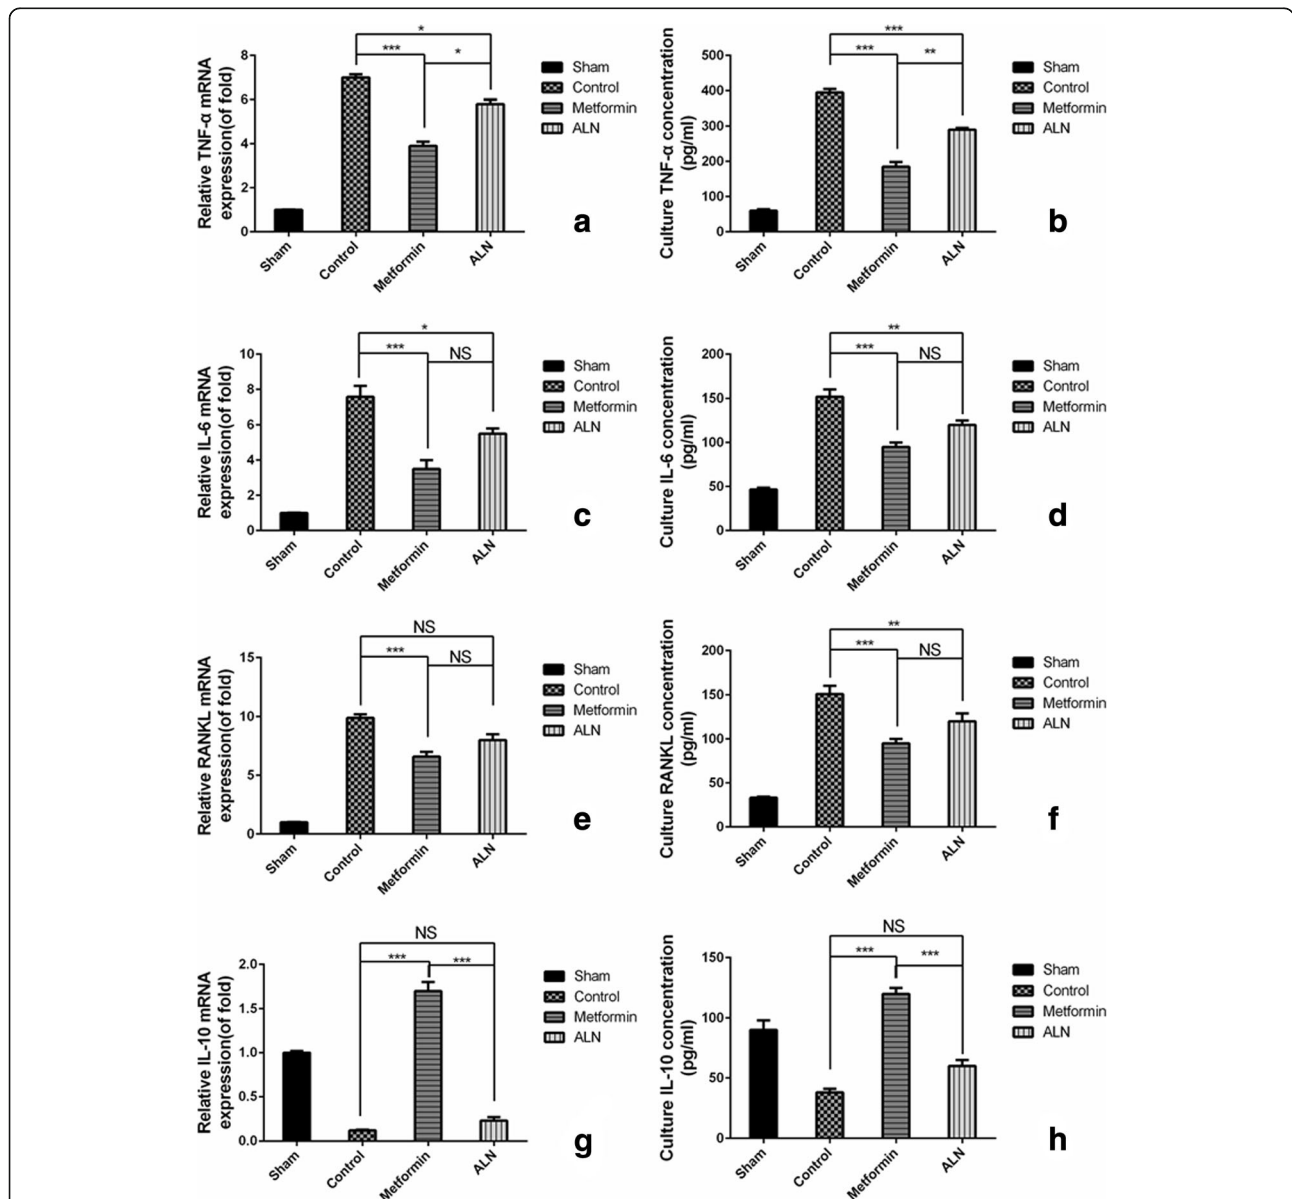 *
***
*
8
6
4
2
0
Relative TNF-α mRNA
expression(of fold)
Sham
Control
Metformin
ALN
Sham
Control
Metformin
ALN
a
***
***
**
500
400
300
200
100
0
Culture TNF-α concentration
(pg/ml)
Sham
Control
Metformin
ALN
Sham
Control
Metformin
ALN
b
*
***
NS
10
8
6
4
2
0
Relative IL-6 mRNA
expression(of fold)
Sham
Control
Metformin
ALN
Sham
Control
Metformin
ALN
c
**
***
NS
200
150
100
50
0
Culture IL-6 concentration
(pg/ml)
Sham
Control
Metformin
ALN
Sham
Control
Metformin
ALN
d
NS
***
NS
15
10
5
0
Relative RANKL mRNA
expression(of fold)
Sham
Control
Metformin
ALN
Sham
Control
Metformin
ALN
e
**
***
NS
200
150
100
50
0
Culture RANKL concentration
(pg/ml)
Sham
Control
Metformin
ALN
Sham
Control
Metformin
ALN
f
NS
***
***
2.0
1.5
1.0
0.5
0.0
Relative IL-10 mRNA
expression(of fold)
Sham
Control
Metformin
ALN
Sham
Control
Metformin
ALN
g
NS
***
***
150
100
50
0
Culture IL-10 concentration
(pg/ml)
Sham
Control
Metformin
ALN
Sham
Control
Metformin
ALN
h